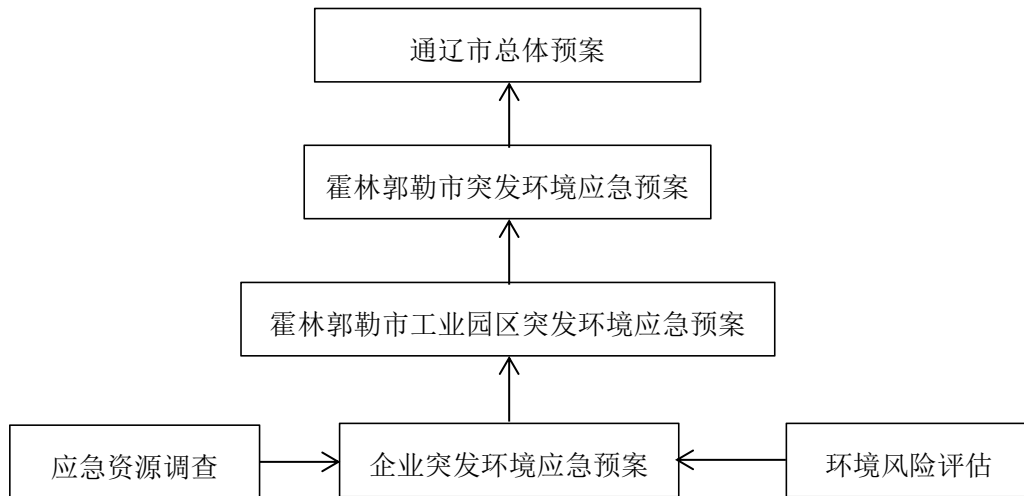 通辽市总体预案
霍林郭勒市突发环境应急预案
霍林郭勒市工业园区突发环境应急预案
应急资源调查
企业突发环境应急预案
环境风险评估